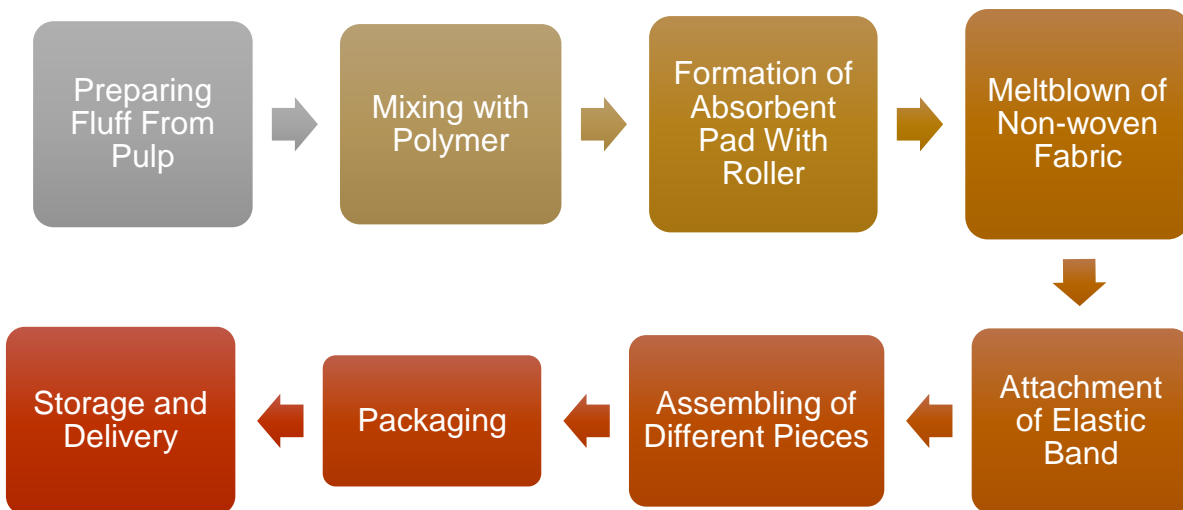 Preparing
Fluff From
Pulp
Mixing with
Polymer
Formation of
Absorbent
Pad With
Roller
Meltblown of
Non-woven
Fabric
Attachment
of Elastic
Band
Assembling of
Different Pieces
Packaging
Storage and
Delivery